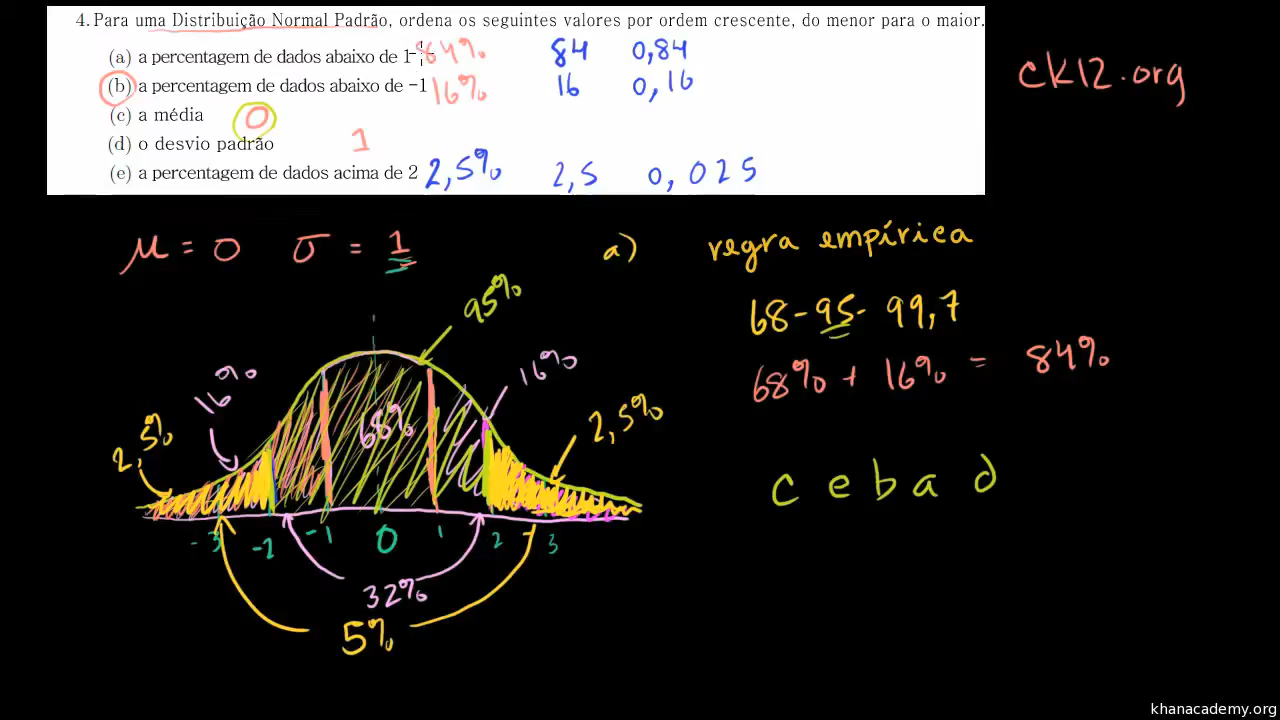 4. Para uma Distribuição Normal Padrão, ordena os seguintes valores por ordem crescente, do menor para o maior.
(a) a percentagem de dados abaixo de 1 84% 84 0,84
(b) a percentagem de dados abaixo de −1 16% 16 0,16
(c) a média 0
(d) o desvio padrão 1
(e) a percentagem de dados acima de 2 2,5% 2,5 0,025
ck12.org
μ = 0 σ = 1
a) regra empírica
68-95-99,7
68% + 16% = 84%
95%
16%
16%
68%
2,5%
2,5%
c e b a d
-3 -2 -1 0 1 2 3
32%
5%
khanacademy.org